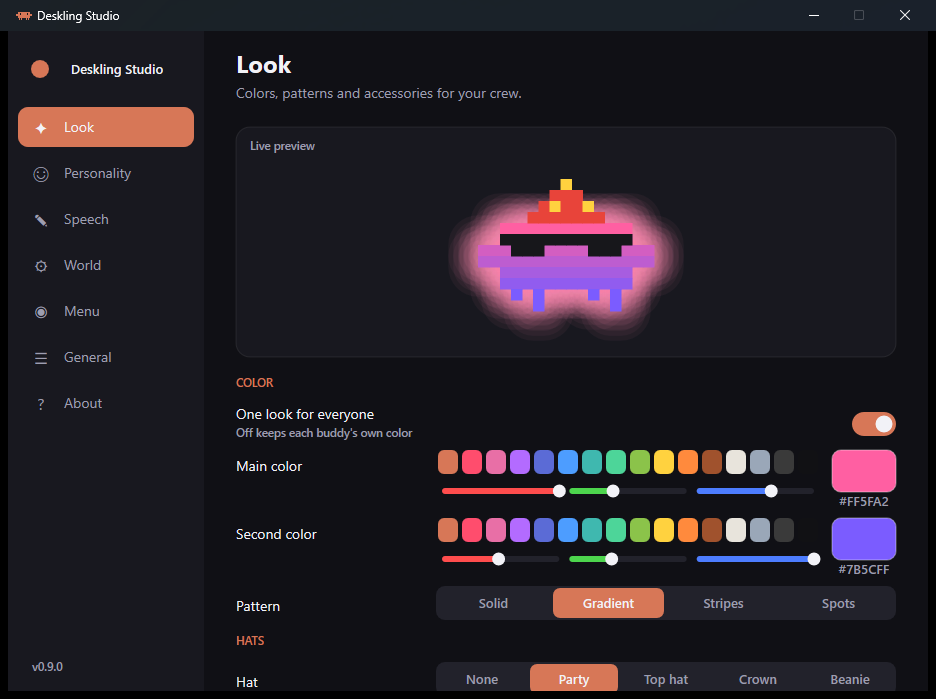 Deskling Studio
Deskling Studio
Look
Personality
Speech
World
Menu
General
? About
v0.9.0
Look
Colors, patterns and accessories for your crew.
Live preview
COLOR
One look for everyone
Off keeps each buddy's own color
Main color
#FF5FA2
Second color
#7B5CFF
Pattern Solid Gradient Stripes Spots
HATS
Hat None Party Top hat Crown Beanie